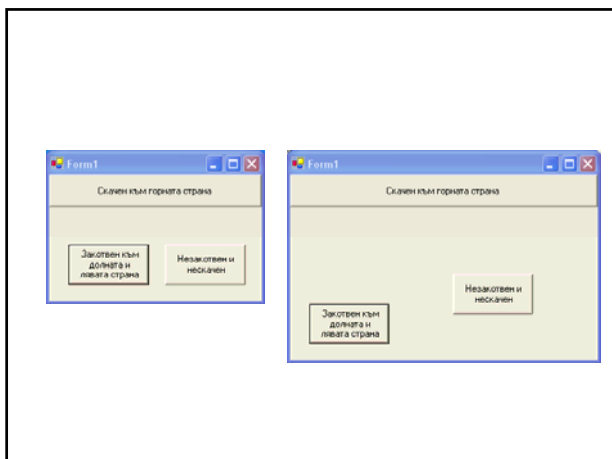 Form1
Скачен към горната страна
Закотвен към
долната и
лявата страна
Незакотвен и
нескачен
Form1
Скачен към горната страна
Незакотвен и
нескачен
Закотвен към
долната и
лявата страна